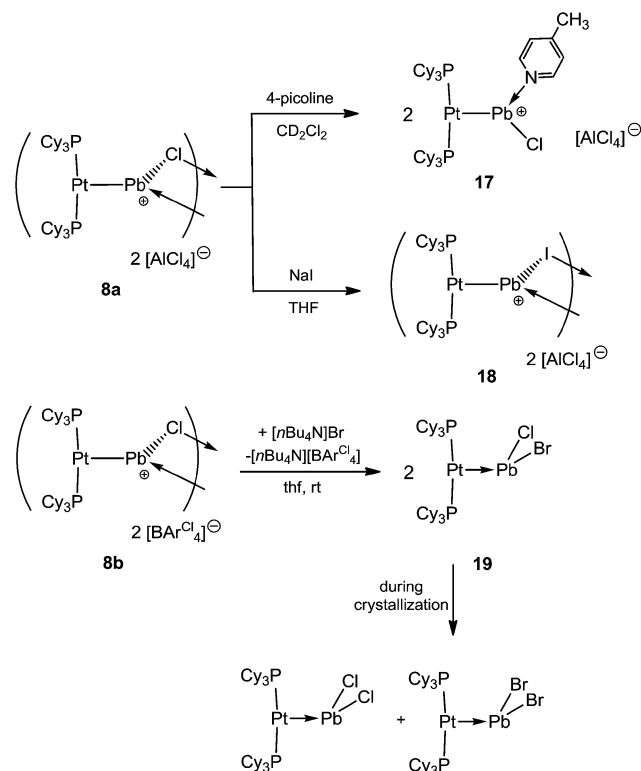 CH₃
4-picoline
CD₂Cl₂
Cy₃P
Pt
Cy₃P
Pb
⊕
Cl
2 [AlCl₄]⊖
8a
2
Cy₃P
Pt
Cy₃P
Pb
⊕
N
Cl
[AlCl₄]⊖
17
NaI
THF
Cy₃P
Pt
Cy₃P
Pb
⊕
I
2 [AlCl₄]⊖
18
Cy₃P
Pt
Cy₃P
Pb
⊕
Cl
2 [BArCl₄]⊖
8b
+ [nBu₄N]Br
-[nBu₄N][BArCl₄]
thf, rt
2
Cy₃P
Pt
Cy₃P
Pb
Cl
Br
19
during
crystallization
Cy₃P
Pt
Cy₃P
Pb
Cl
Cl
+
Cy₃P
Pt
Cy₃P
Pb
Br
Br